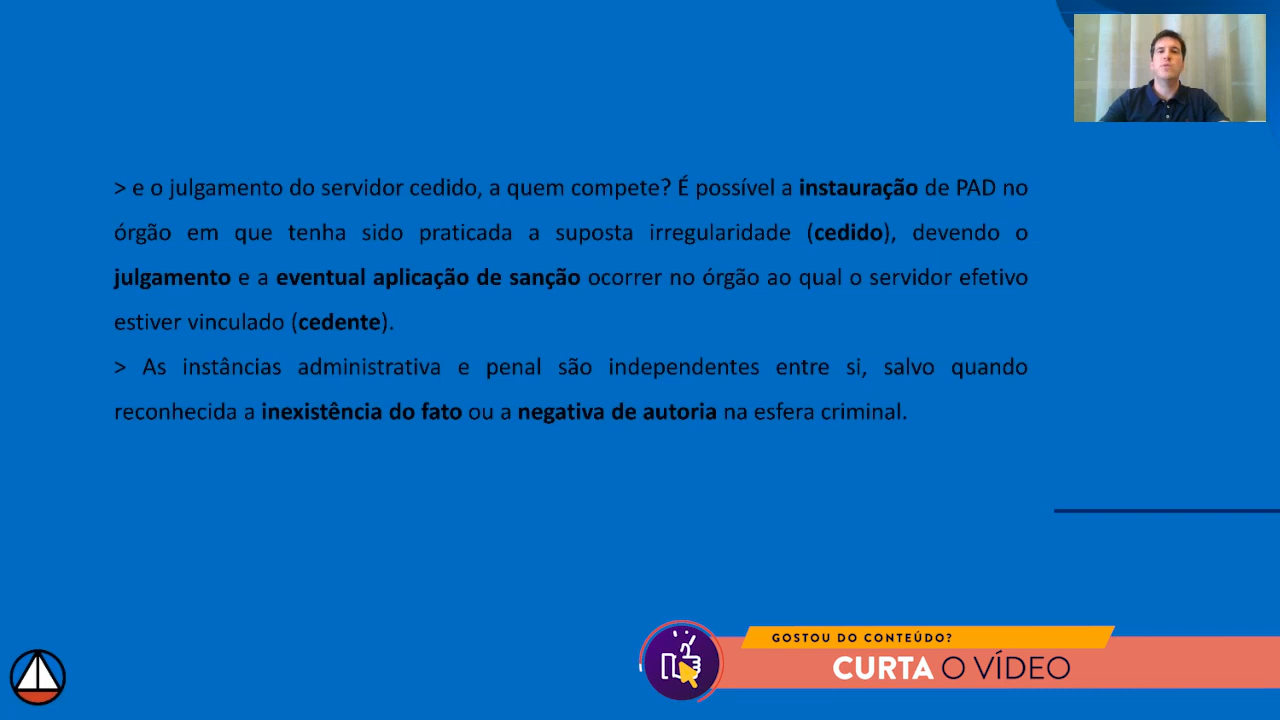 > e o julgamento do servidor cedido, a quem compete? É possível a instauração de PAD no
órgão em que tenha sido praticada a suposta irregularidade (cedido), devendo o
julgamento e a eventual aplicação de sanção ocorrer no órgão ao qual o servidor efetivo
estiver vinculado (cedente).
> As instâncias administrativa e penal são independentes entre si, salvo quando
reconhecida a inexistência do fato ou a negativa de autoria na esfera criminal.
GOSTOU DO CONTEÚDO?
CURTA O VÍDEO